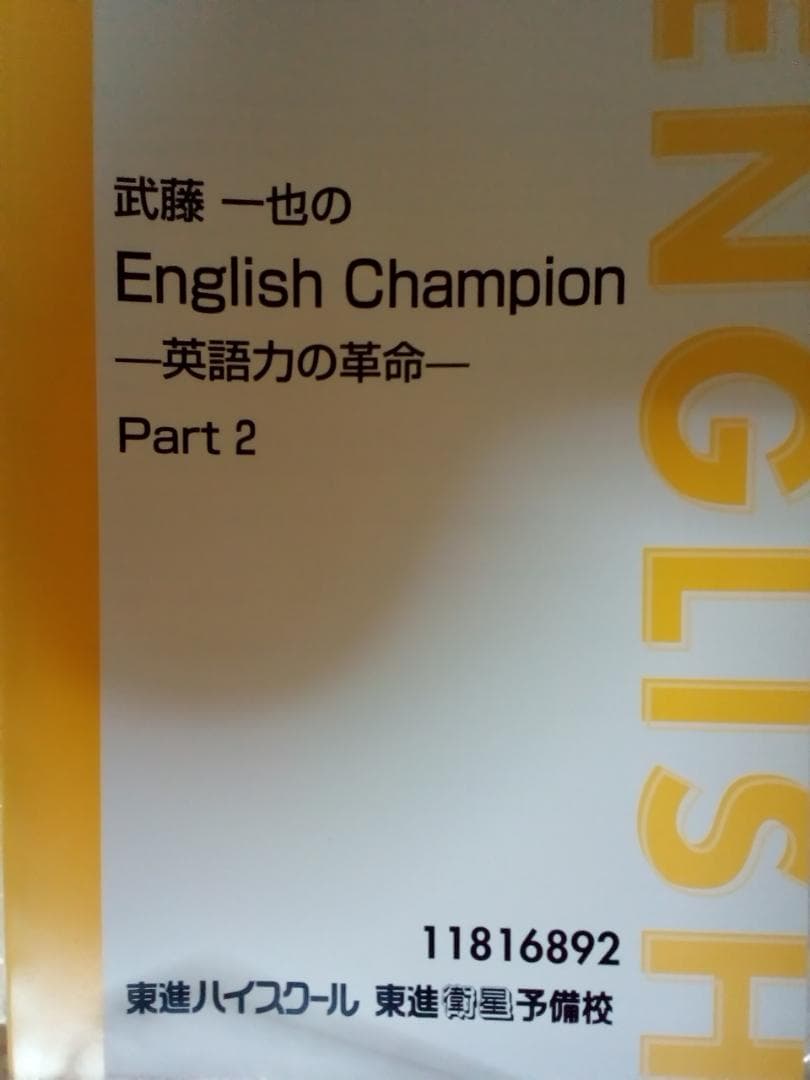 武藤 一也の
English Champion
―英語力の革命―
Part 2
ENGLISH
11816892
東進ハイスクール 東進衛星予備校